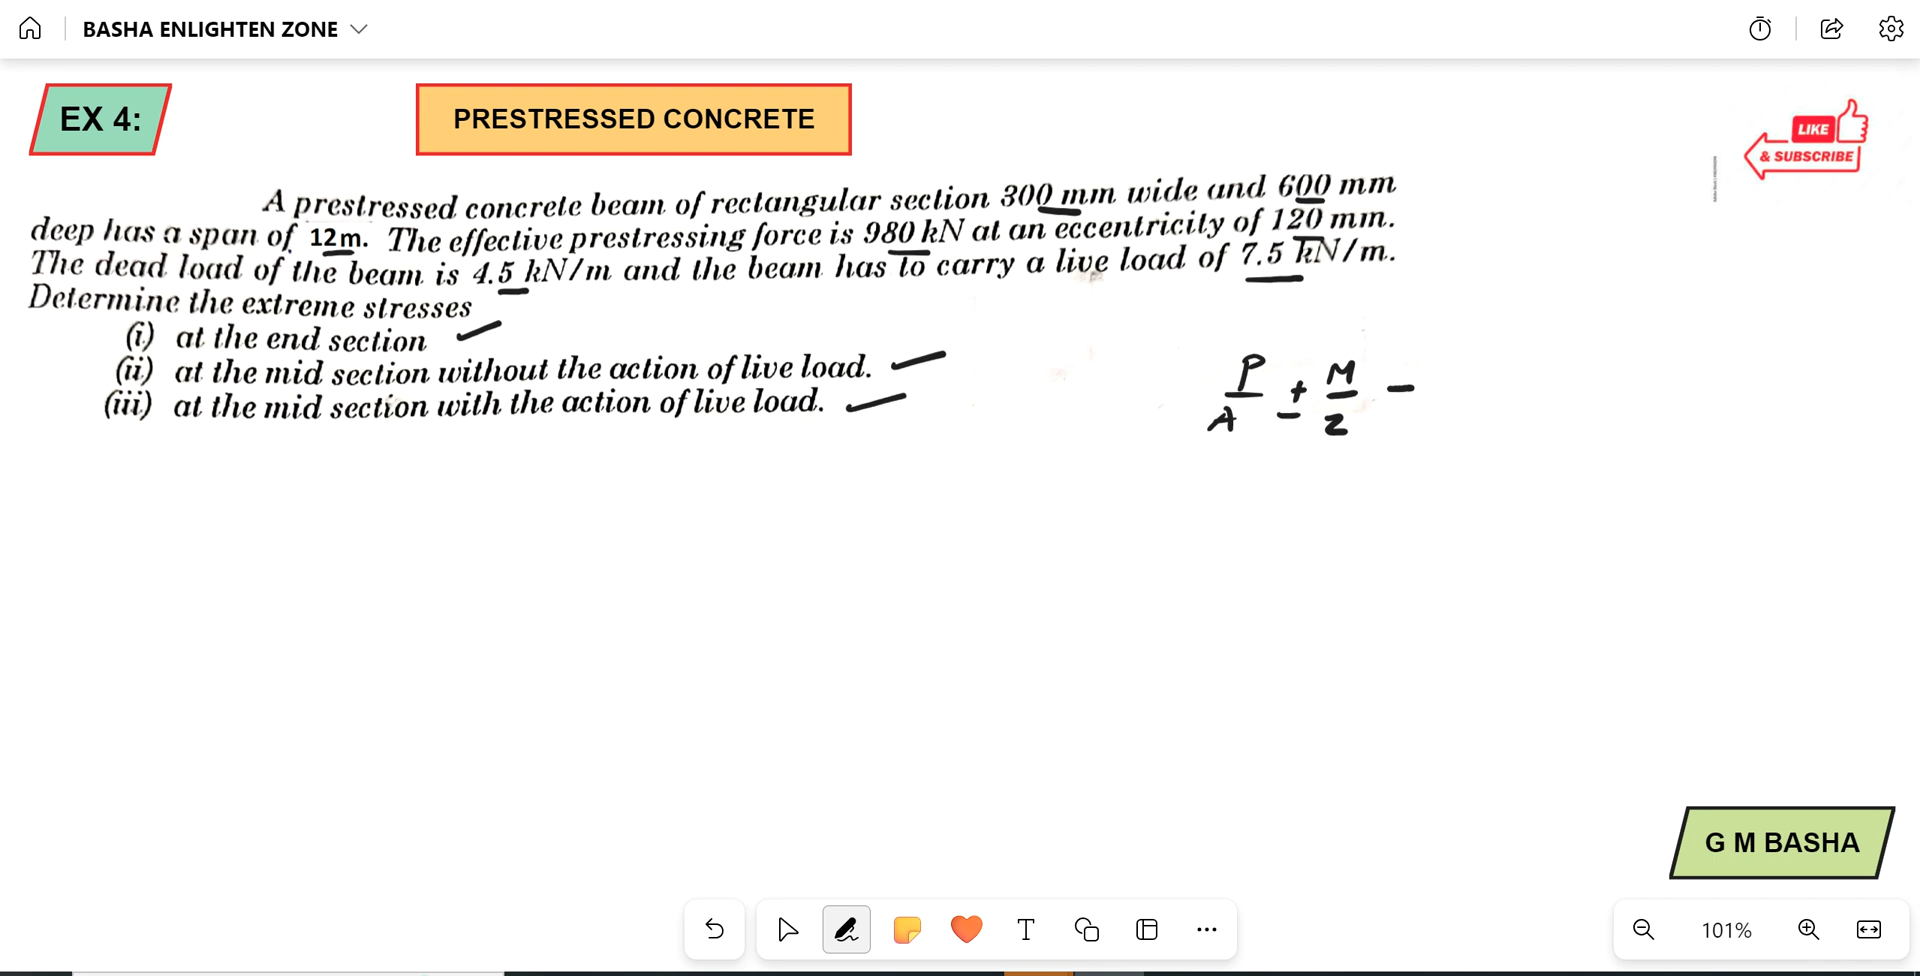 BASHA ENLIGHTEN ZONE
EX 4:
PRESTRESSED CONCRETE
LIKE
& SUBSCRIBE
A prestressed concrete beam of rectangular section 300 mm wide and 600 mm
deep has a span of 12m. The effective prestressing force is 980 kN at an eccentricity of 120 mm.
The dead load of the beam is 4.5 kN/m and the beam has to carry a live load of 7.5 kN/m.
Determine the extreme stresses
(i) at the end section
(ii) at the mid section without the action of live load.
(iii) at the mid section with the action of live load.
P/A ± M/Z -
G M BASHA
T
101%